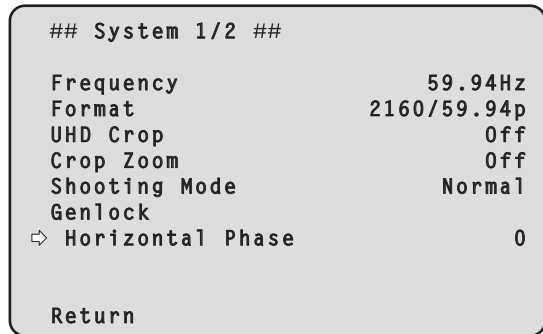 ## System 1/2 ##
Frequency 59.94Hz
Format 2160/59.94p
UHD Crop Off
Crop Zoom Off
Shooting Mode Normal
Genlock
⇨ Horizontal Phase 0
Return